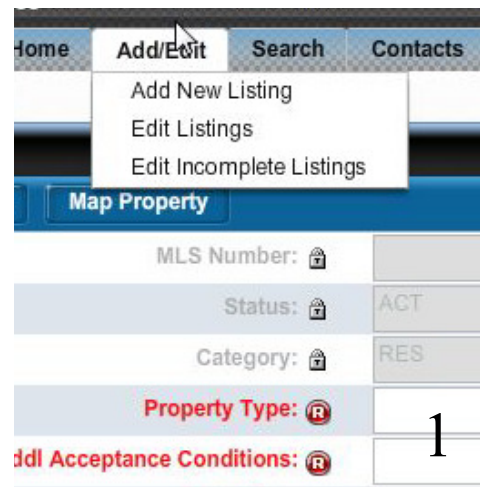 Home Add/Edit Search Contacts
Add New Listing
Edit Listings
Edit Incomplete Listings
Map Property
MLS Number:
Status: ACT
Category: RES
Property Type: R
ddl Acceptance Conditions: R
1